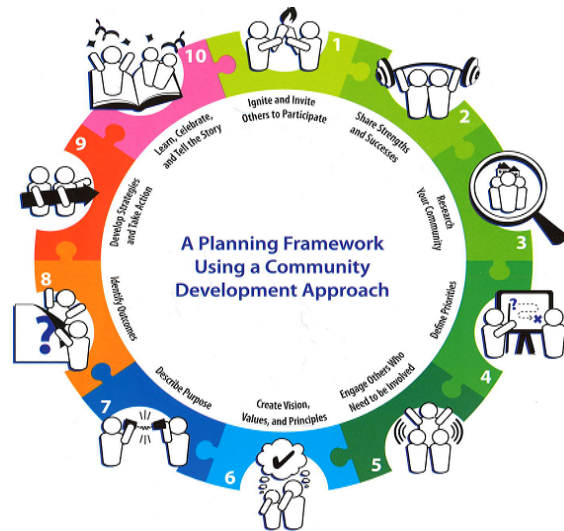 A Planning Framework
Using a Community
Development Approach
1
Ignite and Invite
Others to Participate
2
Share Strengths
and Successes
3
Research
Your Community
4
Define Priorities
?
x
5
Engage Others Who
Need to be Involved
6
Create Vision,
Values, and Principles
7
Describe Purpose
8
Identify Outcomes
?
9
Develop Strategies
and Take Action
10
Learn, Celebrate,
and Tell the Story